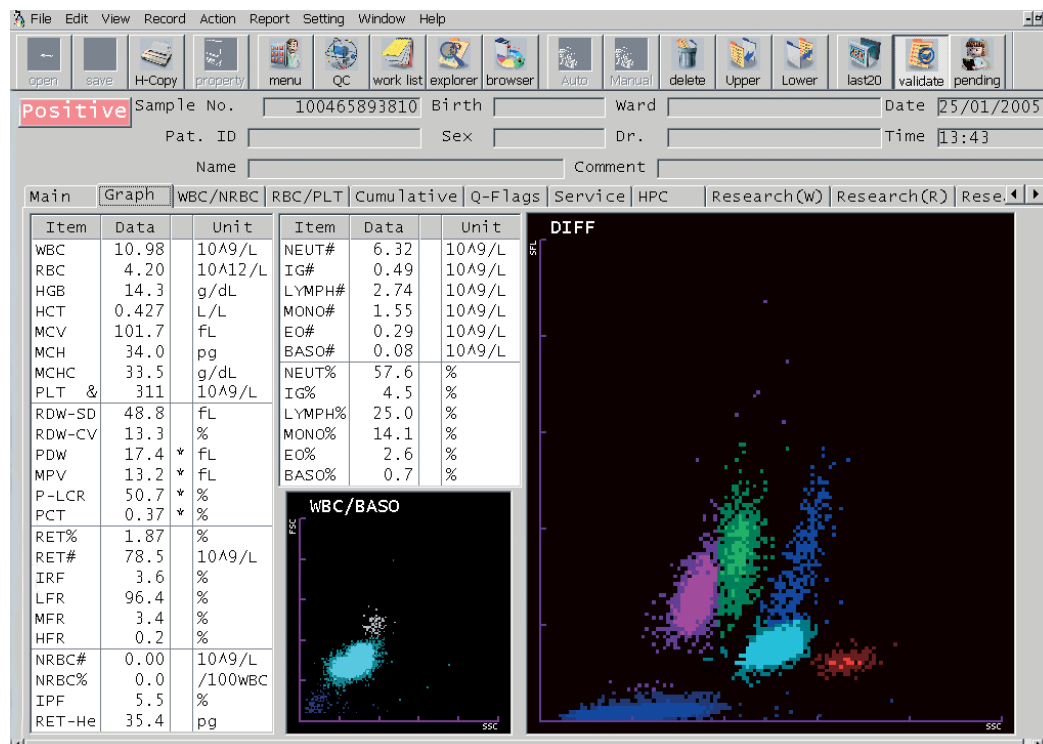 File Edit View Record Action Report Setting Window Help
open save H-Copy property menu QC work list explorer browser Auto Manual delete Upper Lower last20 validate pending
Positive Sample No. 100465893810 Birth Ward Date 25/01/2005
Pat. ID Sex Dr. Time 13:43
Name Comment
Main Graph WBC/NRBC RBC/PLT Cumulative Q-Flags Service HPC Research(W) Research(R) Rese
Item Data Unit
WBC 10.98 10^9/L
RBC 4.20 10^12/L
HGB 14.3 g/dL
HCT 0.427 L/L
MCV 101.7 fL
MCH 34.0 pg
MCHC 33.5 g/dL
PLT & 311 10^9/L
RDW-SD 48.8 fL
RDW-CV 13.3 %
PDW 17.4 * fL
MPV 13.2 * fL
P-LCR 50.7 * %
PCT 0.37 * %
RET% 1.87 %
RET# 78.5 10^9/L
IRF 3.6 %
LFR 96.4 %
MFR 3.4 %
HFR 0.2 %
NRBC# 0.00 10^9/L
NRBC% 0.0 /100WBC
IPF 5.5 %
RET-He 35.4 pg
Item Data Unit
NEUT# 6.32 10^9/L
IG# 0.49 10^9/L
LYMPH# 2.74 10^9/L
MONO# 1.55 10^9/L
EO# 0.29 10^9/L
BASO# 0.08 10^9/L
NEUT% 57.6 %
IG% 4.5 %
LYMPH% 25.0 %
MONO% 14.1 %
EO% 2.6 %
BASO% 0.7 %
WBC/BASO
FSC
SSC
DIFF
SFL
SSC